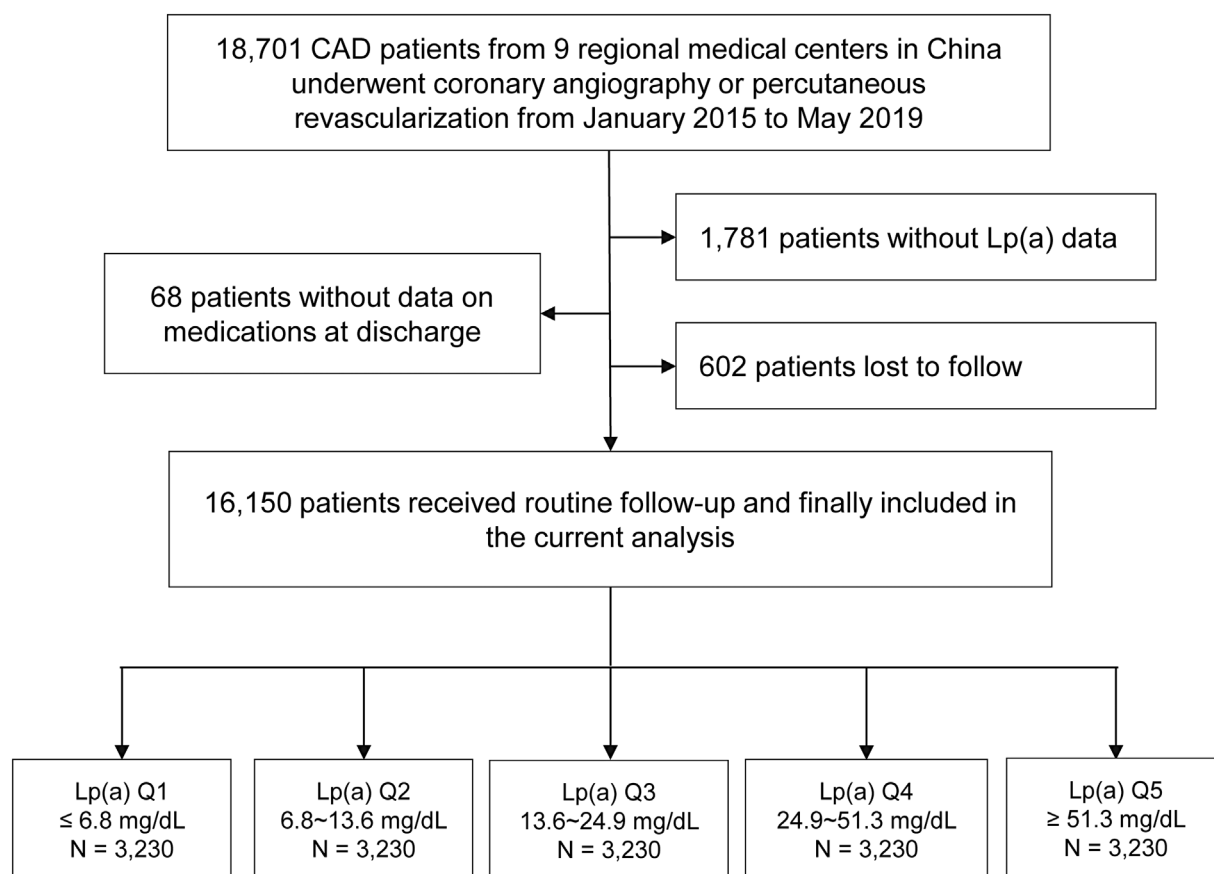 18,701 CAD patients from 9 regional medical centers in China
underwent coronary angiography or percutaneous
revascularization from January 2015 to May 2019
1,781 patients without Lp(a) data
68 patients without data on
medications at discharge
602 patients lost to follow
16,150 patients received routine follow-up and finally included in
the current analysis
Lp(a) Q1
≤ 6.8 mg/dL
N = 3,230
Lp(a) Q2
6.8~13.6 mg/dL
N = 3,230
Lp(a) Q3
13.6~24.9 mg/dL
N = 3,230
Lp(a) Q4
24.9~51.3 mg/dL
N = 3,230
Lp(a) Q5
≥ 51.3 mg/dL
N = 3,230